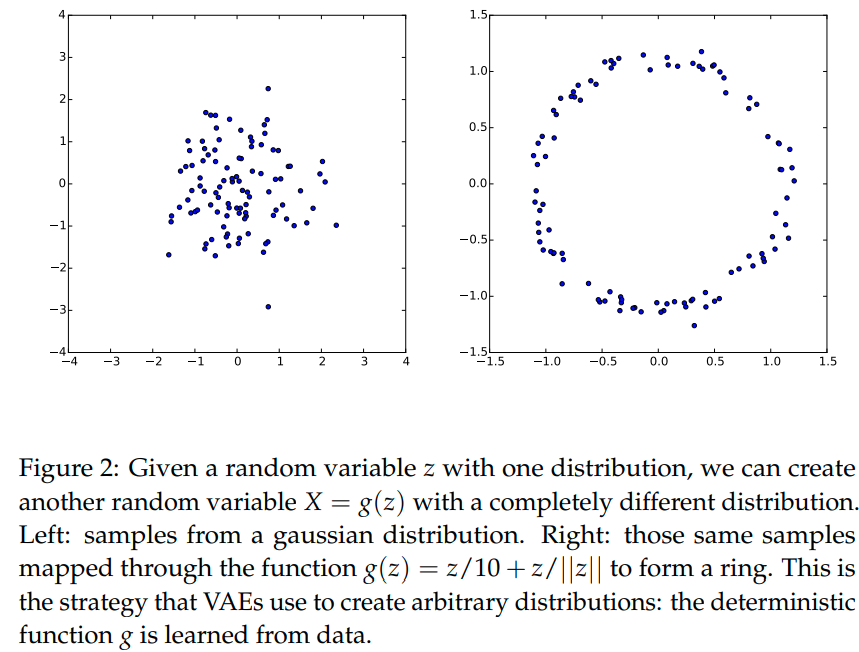 4
3
2
1
0
−1
−2
−3
−4
−4 −3 −2 −1 0 1 2 3 4
1.5
1.0
0.5
0.0
−0.5
−1.0
−1.5
−1.5 −1.0 −0.5 0.0 0.5 1.0 1.5
Figure 2: Given a random variable z with one distribution, we can create
another random variable X = g(z) with a completely different distribution.
Left: samples from a gaussian distribution. Right: those same samples
mapped through the function g(z) = z/10 + z/||z|| to form a ring. This is
the strategy that VAEs use to create arbitrary distributions: the deterministic
function g is learned from data.